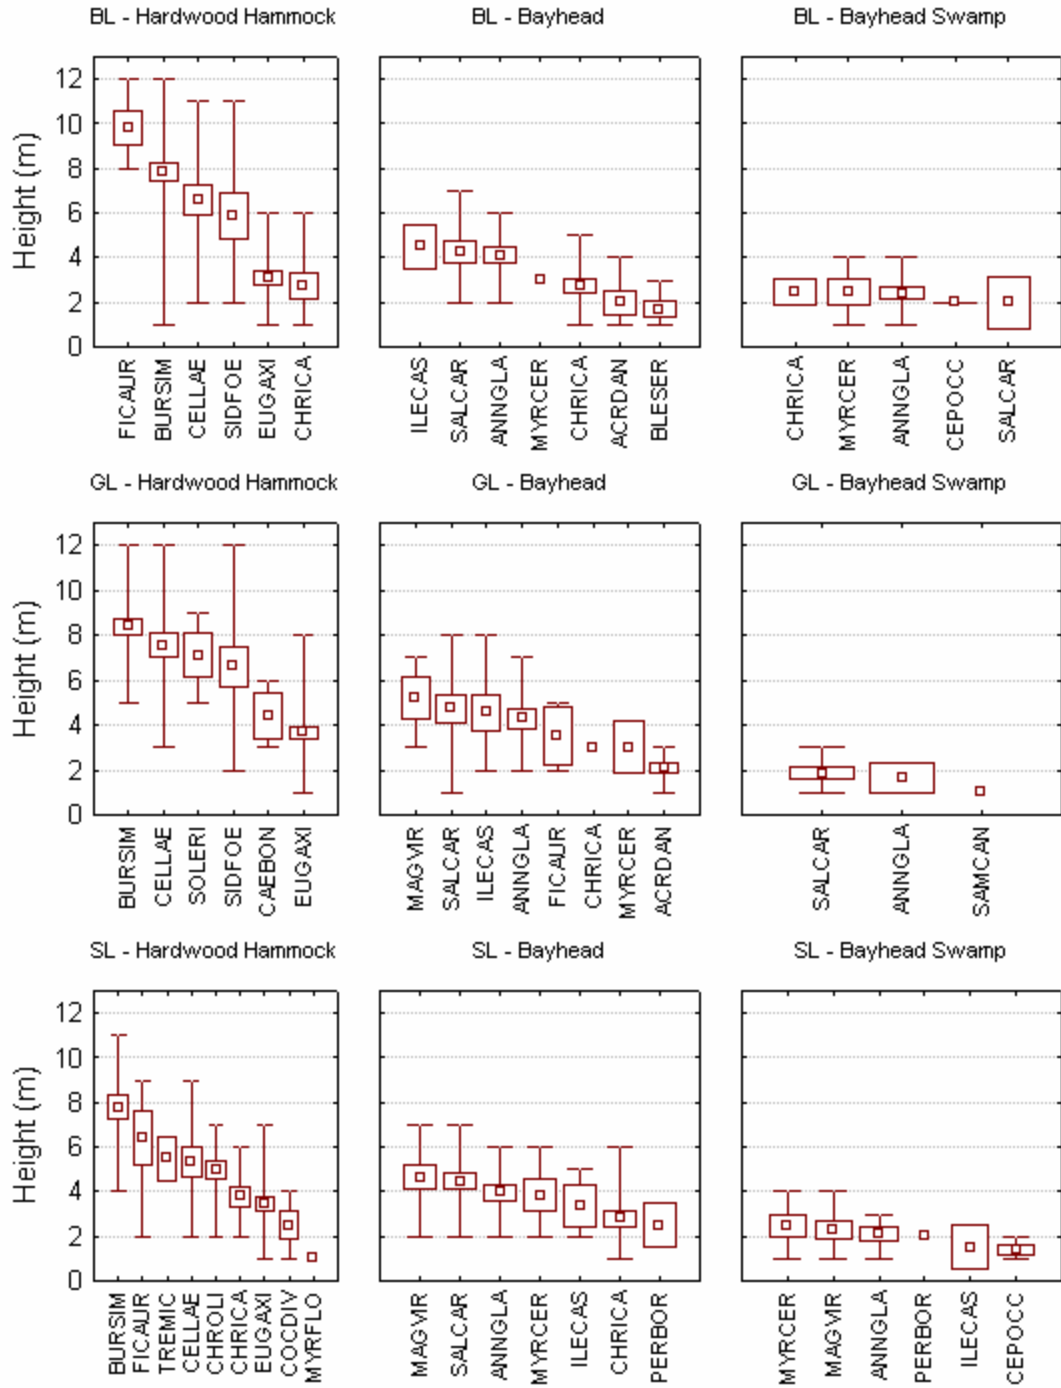 BL - Hardwood Hammock
BL - Bayhead
BL - Bayhead Swamp
Height (m)
12
10
8
6
4
2
0
FICAUR
BURSIM
CELLAE
SIDFOE
EUGAXI
CHRICA
ILECAS
SALCAR
ANNGLA
MYRCER
CHRICA
ACRDAN
BLESER
CHRICA
MYRCER
ANNGLA
CEPOCC
SALCAR
GL - Hardwood Hammock
GL - Bayhead
GL - Bayhead Swamp
Height (m)
12
10
8
6
4
2
0
BURSIM
CELLAE
SOLERI
SIDFOE
CAEBON
EUGAXI
MAGVIR
SALCAR
ILECAS
ANNGLA
FICAUR
CHRICA
MYRCER
ACRDAN
SALCAR
ANNGLA
SAMCAN
SL - Hardwood Hammock
SL - Bayhead
SL - Bayhead Swamp
Height (m)
12
10
8
6
4
2
0
BURSIM
FICAUR
TREMIC
CELLAE
CHROLI
CHRICA
EUGAXI
COCDIV
MYRFLO
MAGVIR
SALCAR
ANNGLA
MYRCER
ILECAS
CHRICA
PERBOR
MYRCER
MAGVIR
ANNGLA
PERBOR
ILECAS
CEPOCC